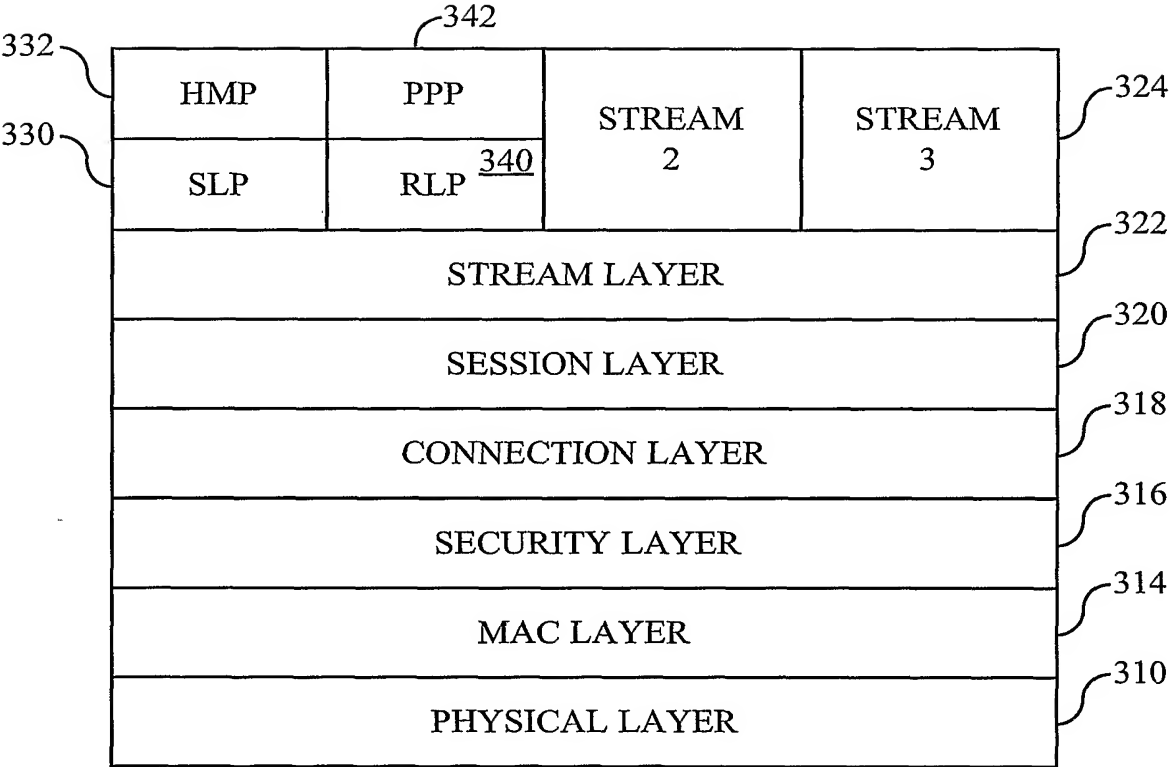 342
332
HMP
PPP
STREAM
2
STREAM
3
324
330
SLP
RLP
340
322
STREAM LAYER
320
SESSION LAYER
318
CONNECTION LAYER
316
SECURITY LAYER
314
MAC LAYER
310
PHYSICAL LAYER